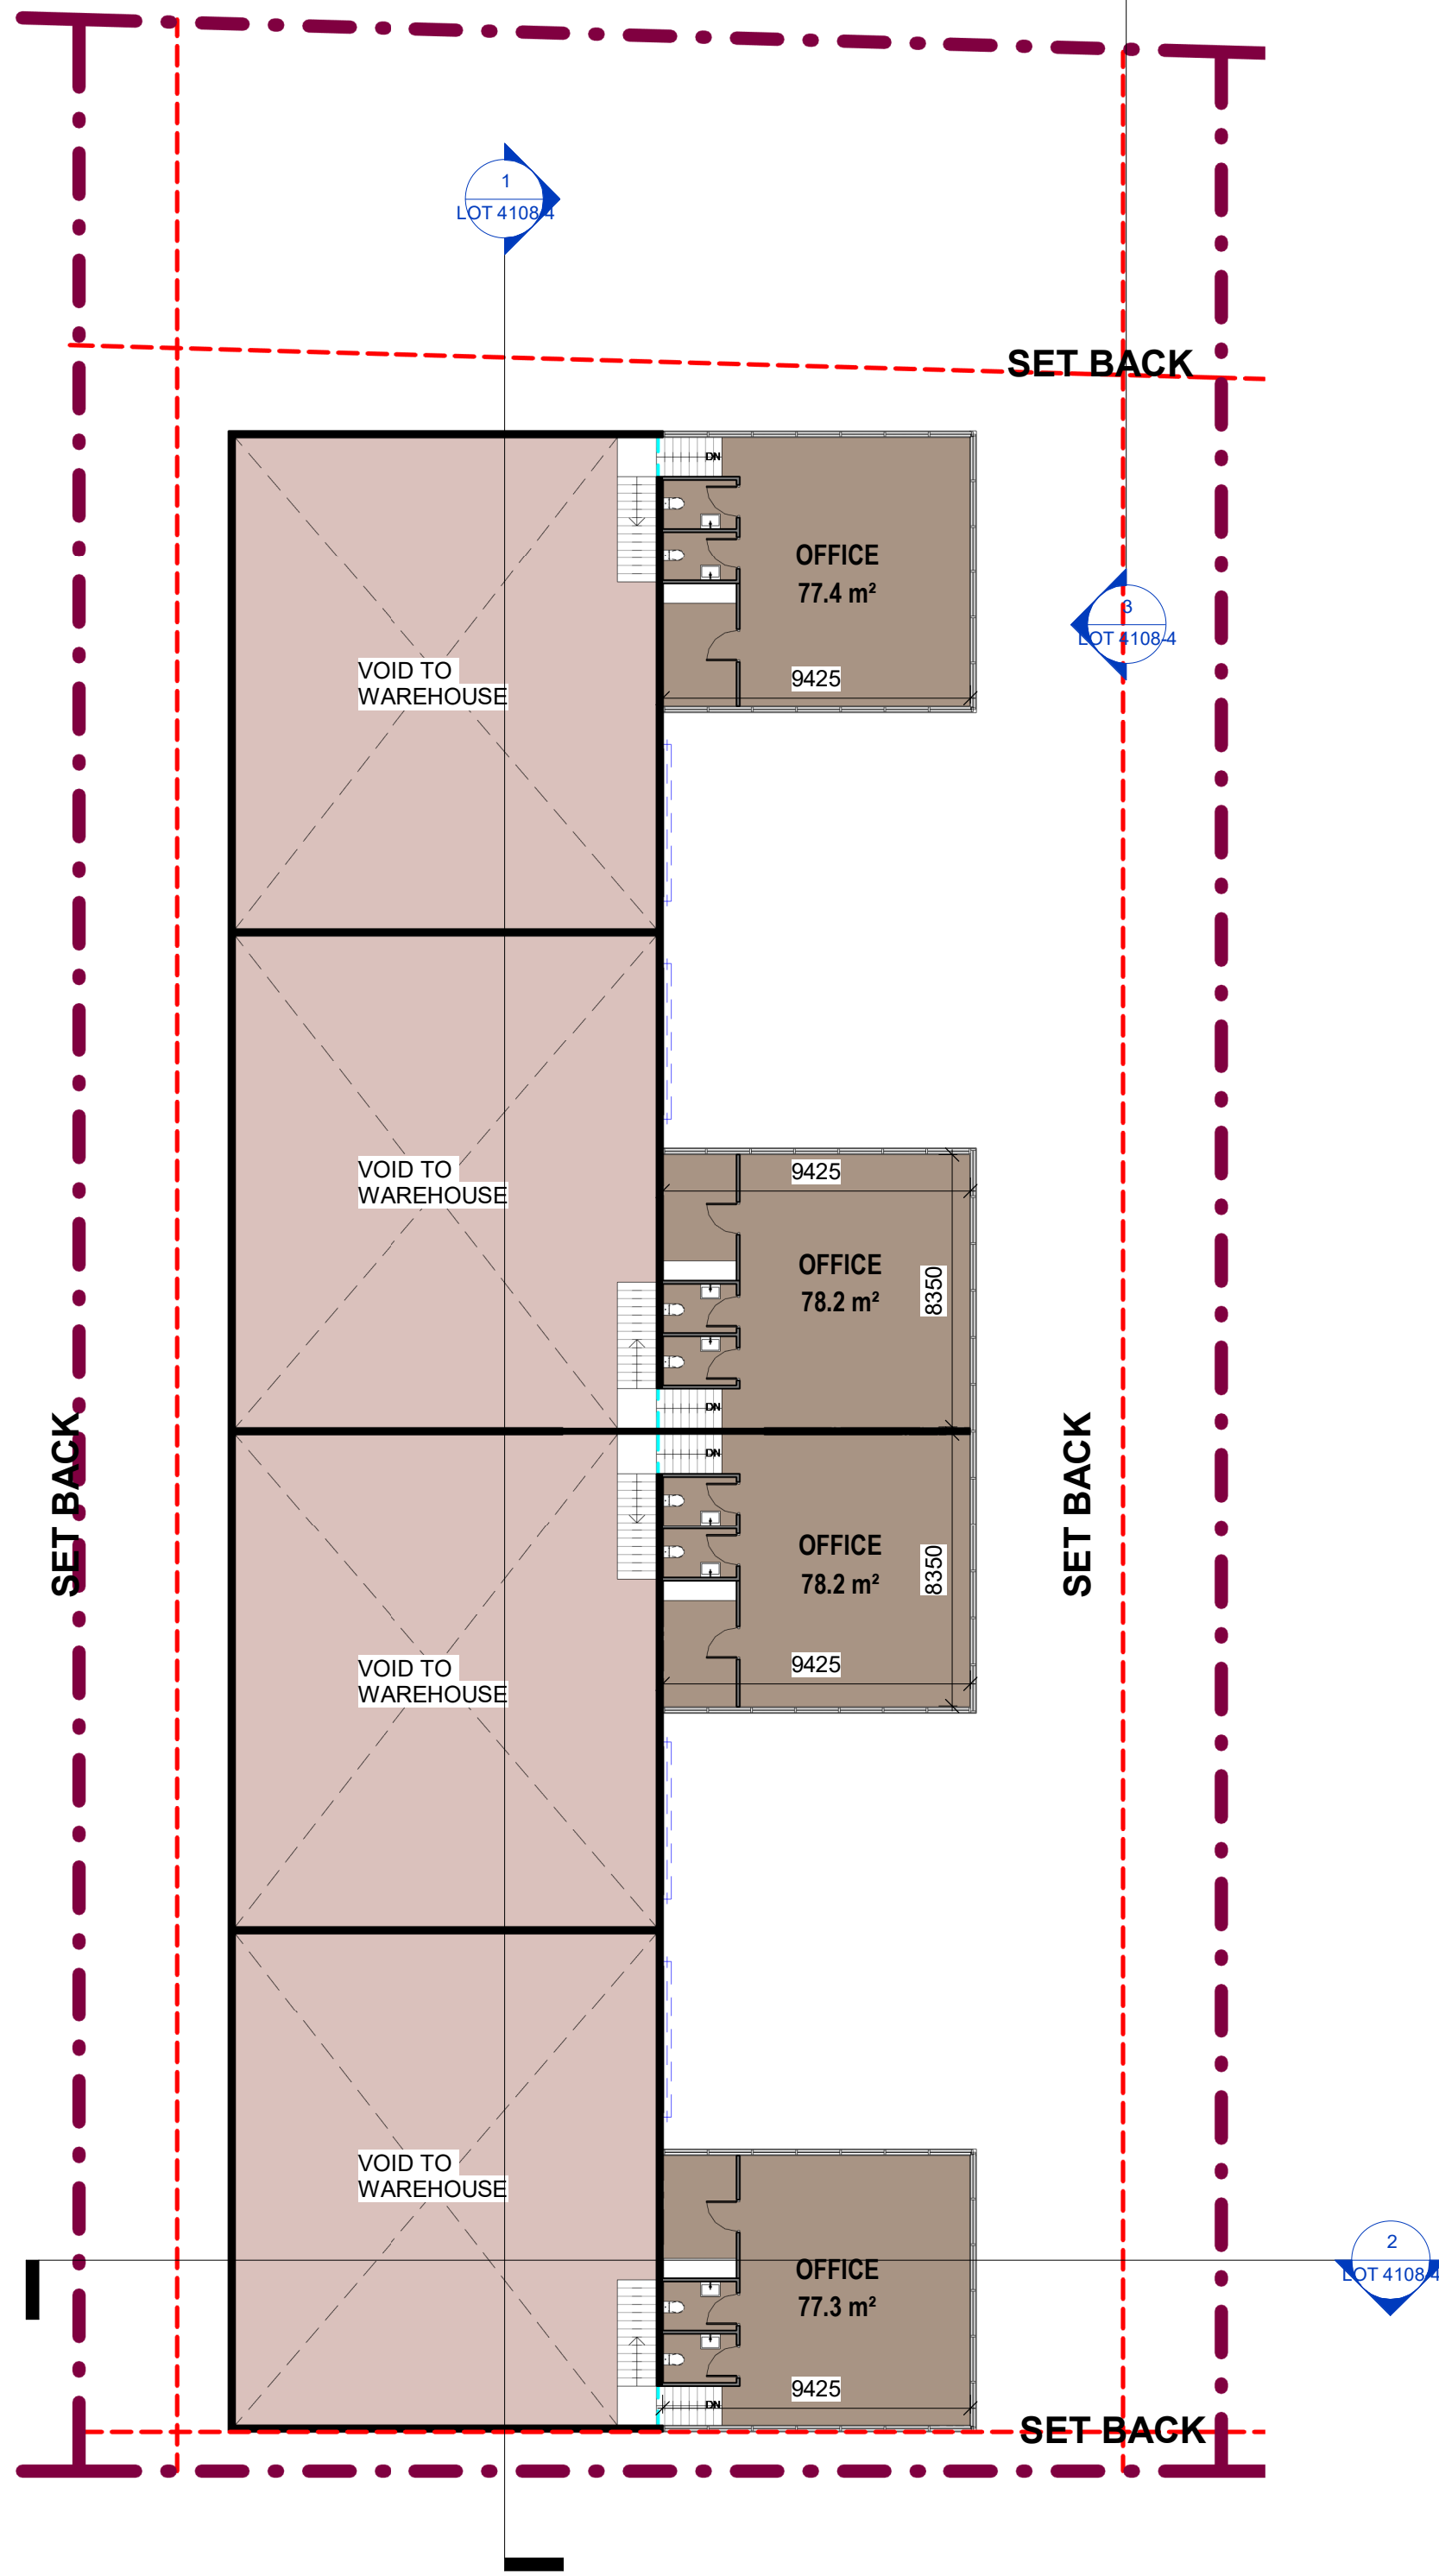 1
LOT 4108-4
SET BACK
DN
OFFICE
77.4 m²
3
LOT 4108-4
VOID TO
WAREHOUSE
9425
9425
VOID TO
WAREHOUSE
OFFICE
78.2 m²
8350
DN
DN
SET BACK
SET BACK
OFFICE
78.2 m²
8350
VOID TO
WAREHOUSE
9425
VOID TO
WAREHOUSE
2
LOT 4108-4
OFFICE
77.3 m²
9425
DN
SET BACK